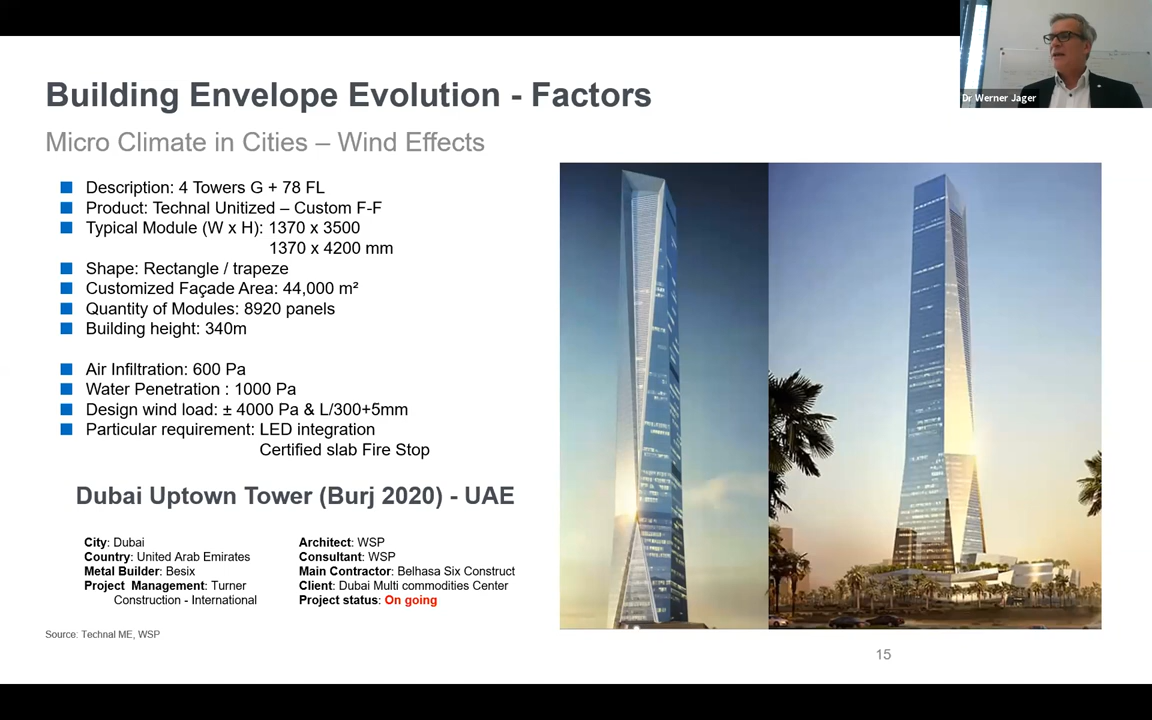 Building Envelope Evolution - Factors
Micro Climate in Cities – Wind Effects
Description: 4 Towers G + 78 FL
Product: Technal Unitized – Custom F-F
Typical Module (W x H): 1370 x 3500
1370 x 4200 mm
Shape: Rectangle / trapeze
Customized Façade Area: 44,000 m²
Quantity of Modules: 8920 panels
Building height: 340m
Air Infiltration: 600 Pa
Water Penetration : 1000 Pa
Design wind load: ± 4000 Pa & L/300+5mm
Particular requirement: LED integration
Certified slab Fire Stop
Dubai Uptown Tower (Burj 2020) - UAE
City: Dubai
Country: United Arab Emirates
Metal Builder: Besix
Project Management: Turner
Construction - International
Architect: WSP
Consultant: WSP
Main Contractor: Belhasa Six Construct
Client: Dubai Multi commodities Center
Project status: On going
Source: Technal ME, WSP
15
Dr Werner Jager